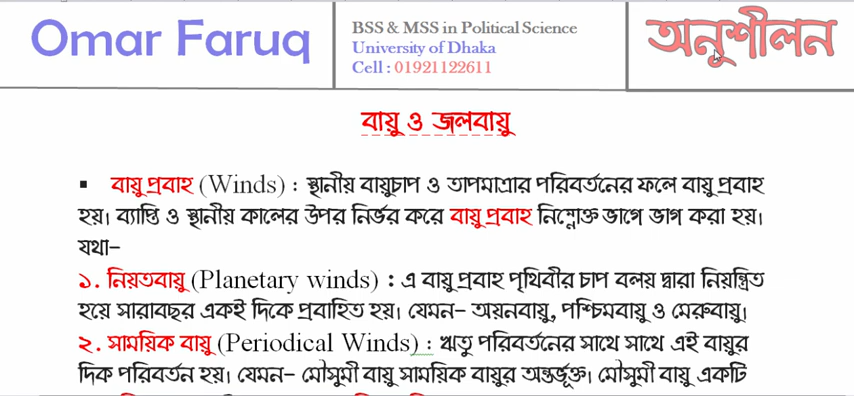 Omar Faruq
BSS & MSS in Political Science
University of Dhaka
Cell : 01921122611
অনুশীলন
বায়ু ও জলবায়ু
▪ বায়ু প্রবাহ (Winds) : স্থানীয় বায়ুচাপ ও তাপমাত্রার পরিবর্তনের ফলে বায়ু প্রবাহ
হয়। ব্যাপ্তি ও স্থানীয় কালের উপর নির্ভর করে বায়ু প্রবাহ নিম্নোক্ত ভাগে ভাগ করা হয়।
যথা–
১. নিয়তবায়ু (Planetary winds) : এ বায়ু প্রবাহ পৃথিবীর চাপ বলয় দ্বারা নিয়ন্ত্রিত
হয়ে সারাবছর একই দিকে প্রবাহিত হয়। যেমন– অয়নবায়ু, পশ্চিমবায়ু ও মেরুবায়ু।
২. সাময়িক বায়ু (Periodical Winds) : ঋতু পরিবর্তনের সাথে সাথে এই বায়ুর
দিক পরিবর্তন হয়। যেমন– মৌসুমী বায়ু সাময়িক বায়ুর অন্তর্ভূক্ত। মৌসুমী বায়ু একটি